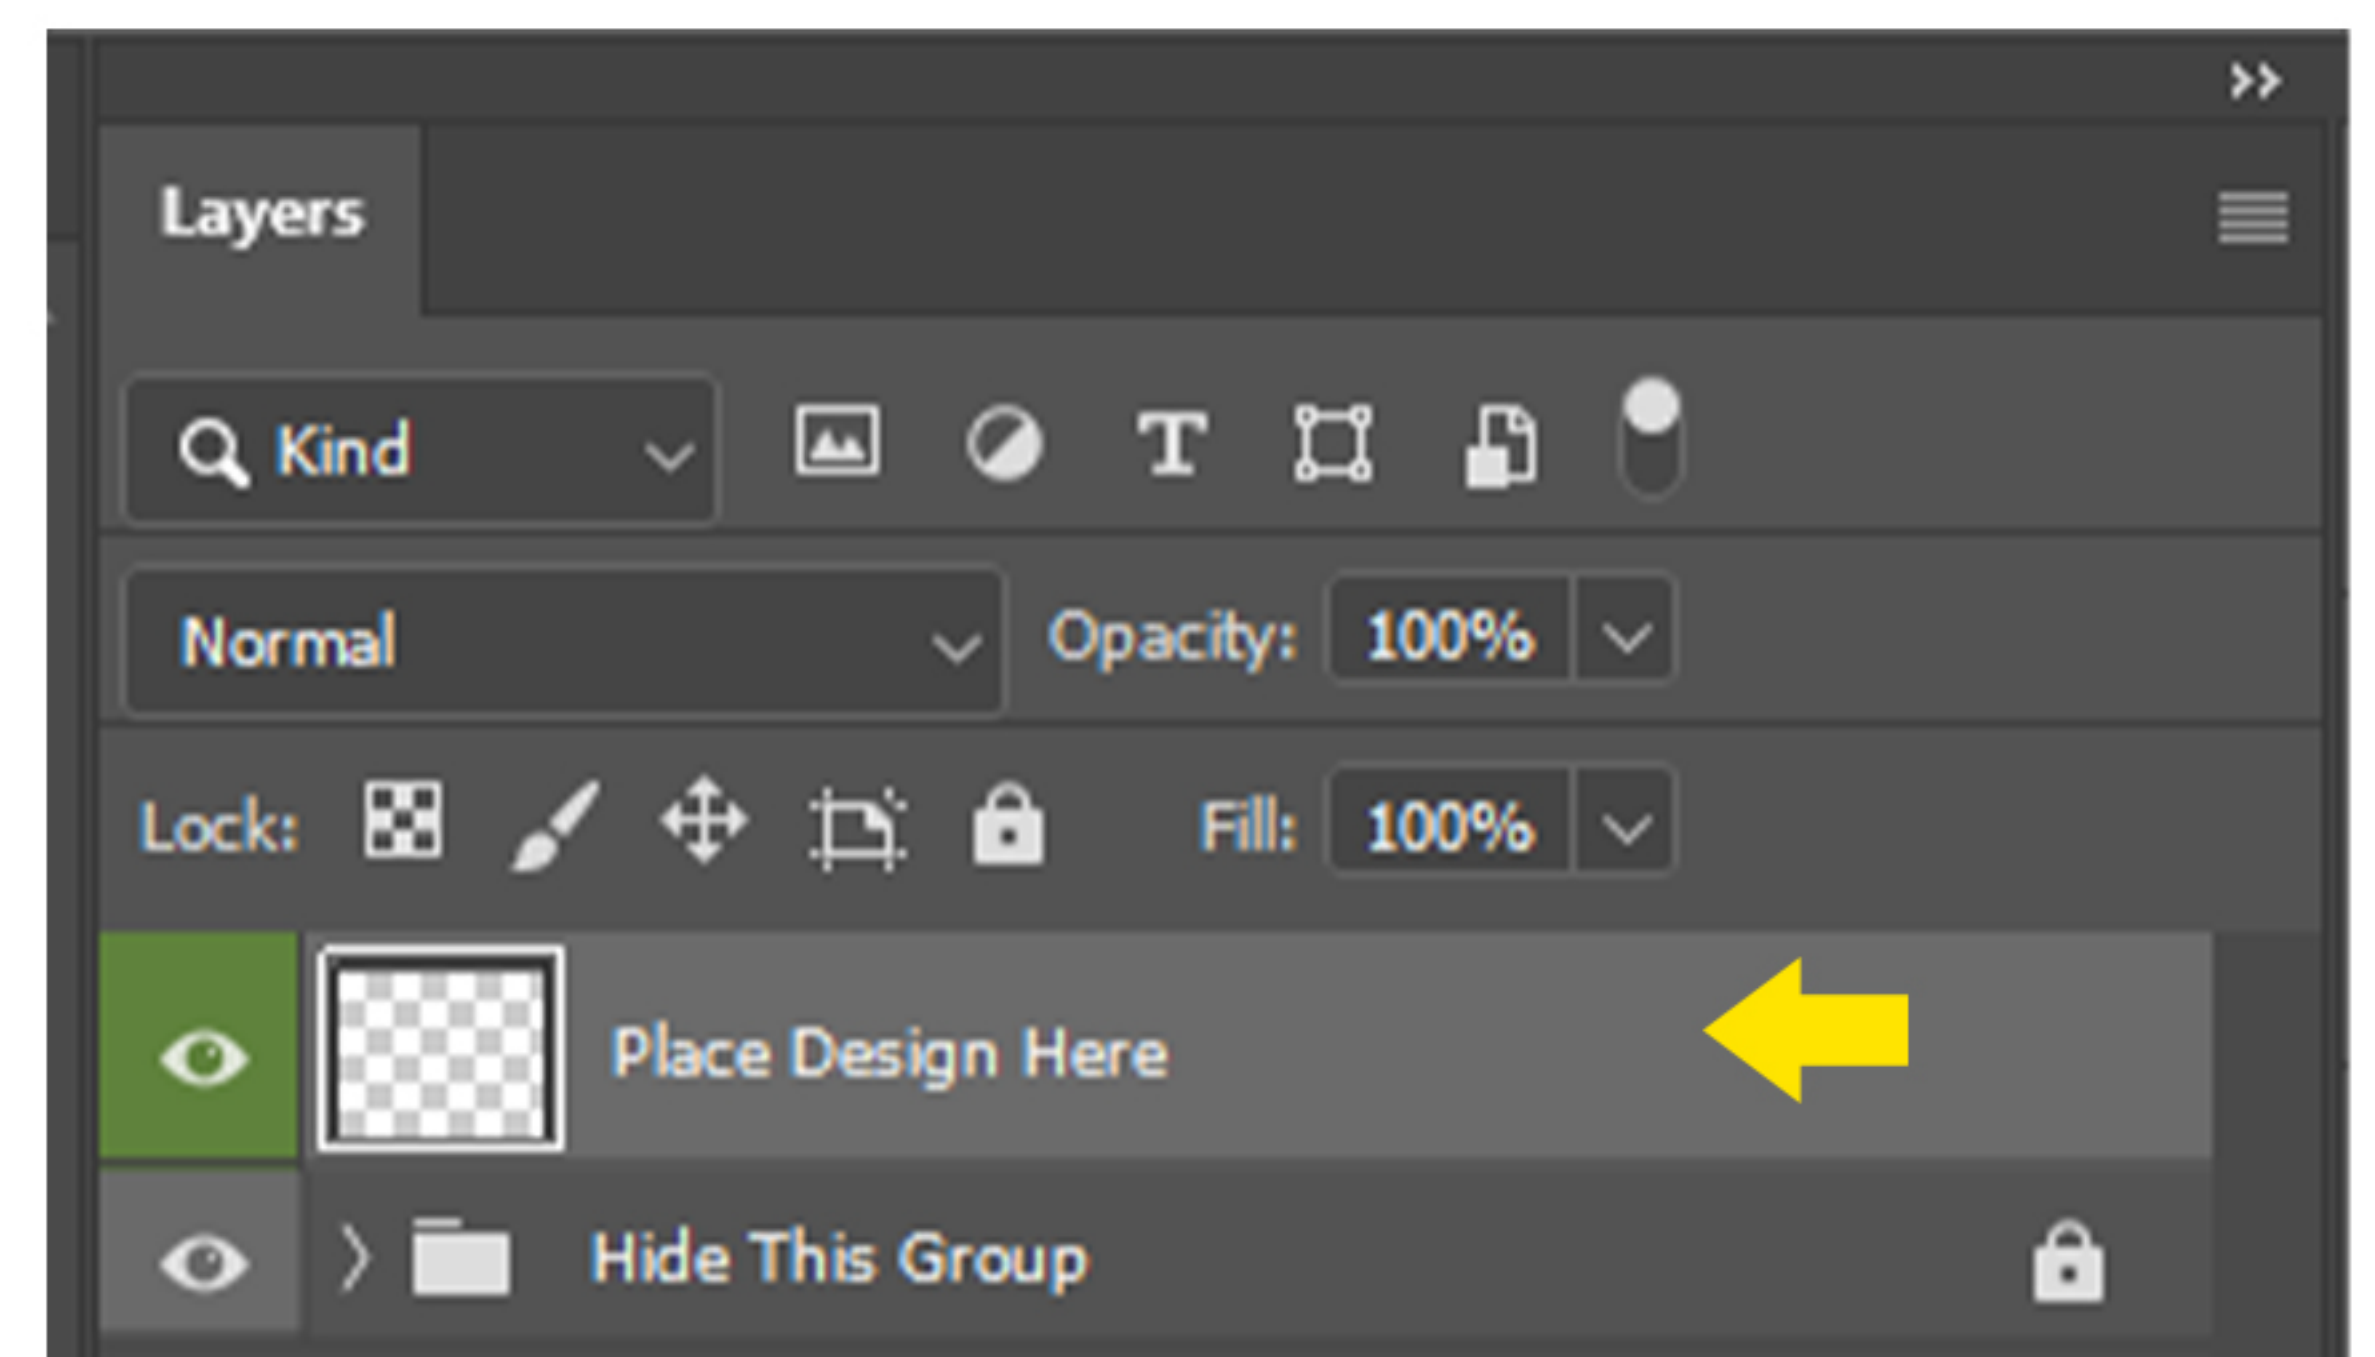 Layers
Kind
Normal Opacity: 100%
Lock: Fill: 100%
Place Design Here
Hide This Group